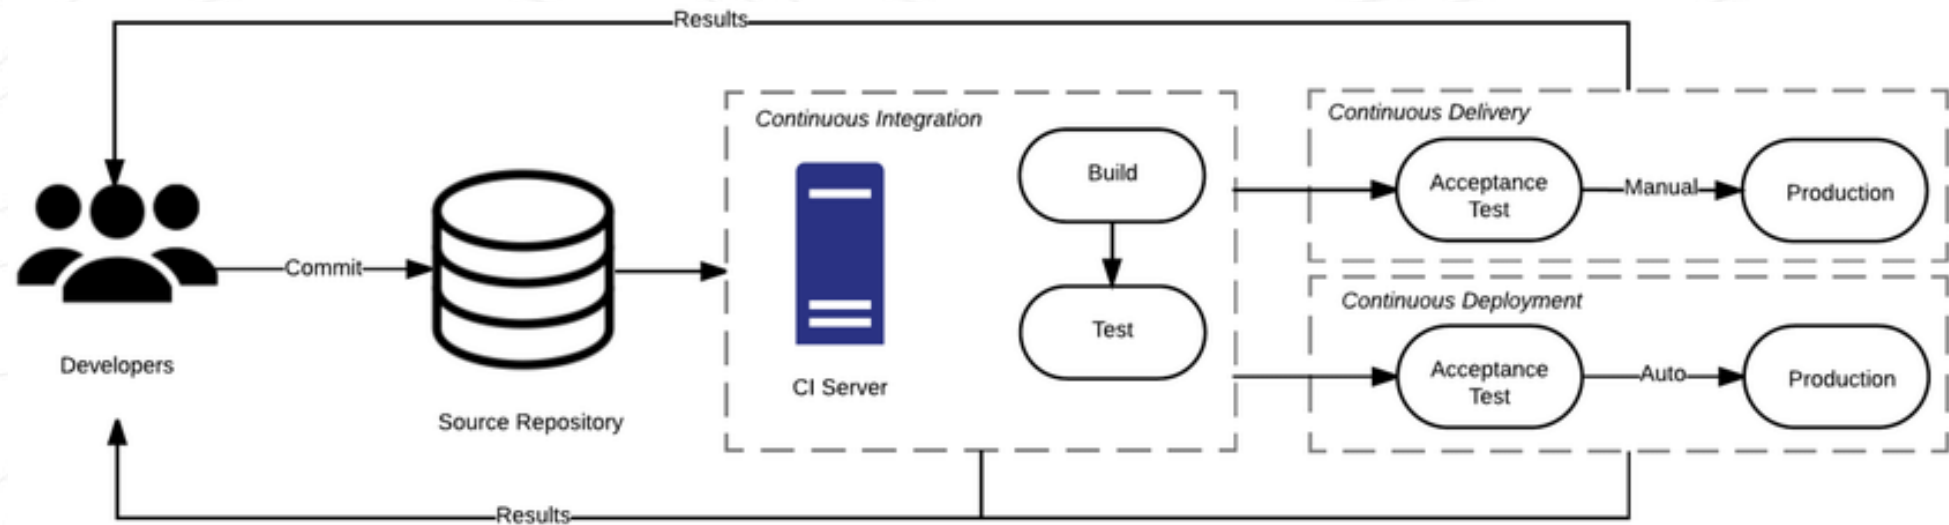 Results
Continuous Integration
Continuous Delivery
Build
Acceptance
Test
Manual
Production
Commit
Continuous Deployment
Test
Developers
CI Server
Acceptance
Test
Auto
Production
Source Repository
Results